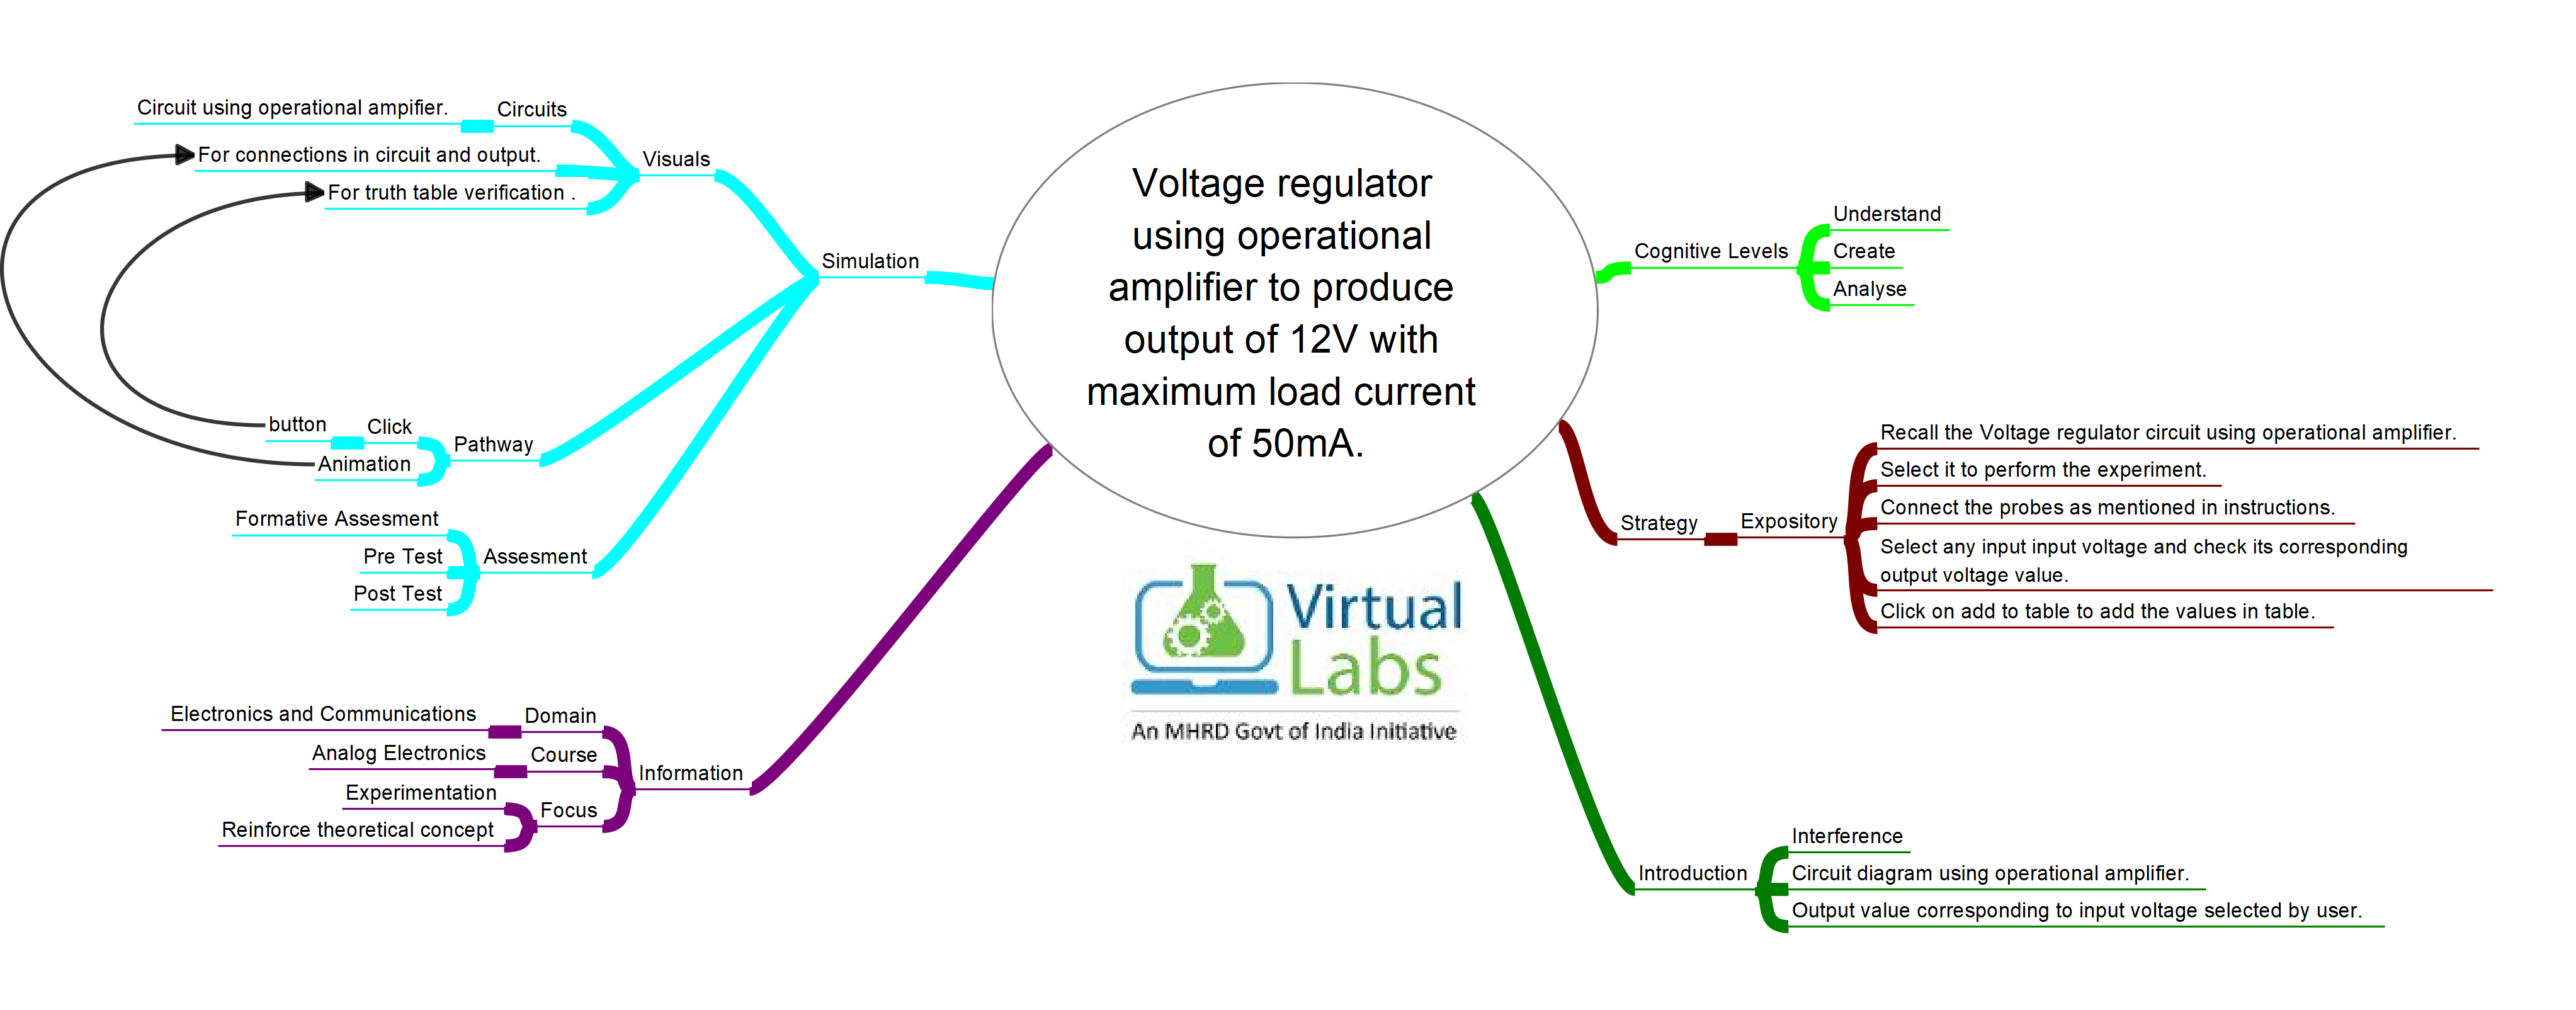 Voltage regulator
using operational
amplifier to produce
output of 12V with
maximum load current
of 50mA.
Virtual
Labs
An MHRD Govt of India Initiative
Simulation
Visuals
Circuits
Circuit using operational ampifier.
For connections in circuit and output.
For truth table verification .
Pathway
Click
button
Animation
Assesment
Formative Assesment
Pre Test
Post Test
Information
Domain
Electronics and Communications
Course
Analog Electronics
Focus
Experimentation
Reinforce theoretical concept
Cognitive Levels
Understand
Create
Analyse
Strategy
Expository
Recall the Voltage regulator circuit using operational amplifier.
Select it to perform the experiment.
Connect the probes as mentioned in instructions.
Select any input input voltage and check its corresponding
output voltage value.
Click on add to table to add the values in table.
Introduction
Interference
Circuit diagram using operational amplifier.
Output value corresponding to input voltage selected by user.